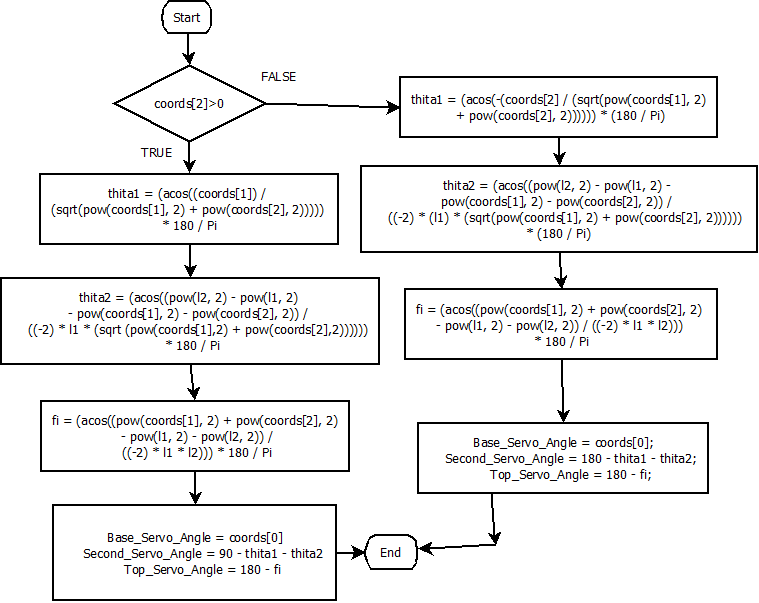 Start
coords[2]>0
FALSE
TRUE
thita1 = (acos((coords[1]) /
(sqrt(pow(coords[1], 2) + pow(coords[2], 2)))))
* 180 / Pi
thita2 = (acos((pow(l2, 2) - pow(l1, 2)
- pow(coords[1], 2) - pow(coords[2], 2)) /
((-2) * l1 * (sqrt (pow(coords[1],2) + pow(coords[2],2))))))
* 180 / Pi
fi = (acos((pow(coords[1], 2) + pow(coords[2], 2)
- pow(l1, 2) - pow(l2, 2)) /
((-2) * l1 * l2))) * 180 / Pi
Base_Servo_Angle = coords[0]
Second_Servo_Angle = 90 - thita1 - thita2
Top_Servo_Angle = 180 - fi
thita1 = (acos(-(coords[2] / (sqrt(pow(coords[1], 2)
+ pow(coords[2], 2)))))) * (180 / Pi)
thita2 = (acos((pow(l2, 2) - pow(l1, 2) -
pow(coords[1], 2) - pow(coords[2], 2)) /
((-2) * (l1) * (sqrt(pow(coords[1], 2) + pow(coords[2], 2))))))
* (180 / Pi)
fi = (acos((pow(coords[1], 2) + pow(coords[2], 2)
- pow(l1, 2) - pow(l2, 2)) / ((-2) * l1 * l2)))
* 180 / Pi
Base_Servo_Angle = coords[0];
Second_Servo_Angle = 180 - thita1 - thita2;
Top_Servo_Angle = 180 - fi;
End